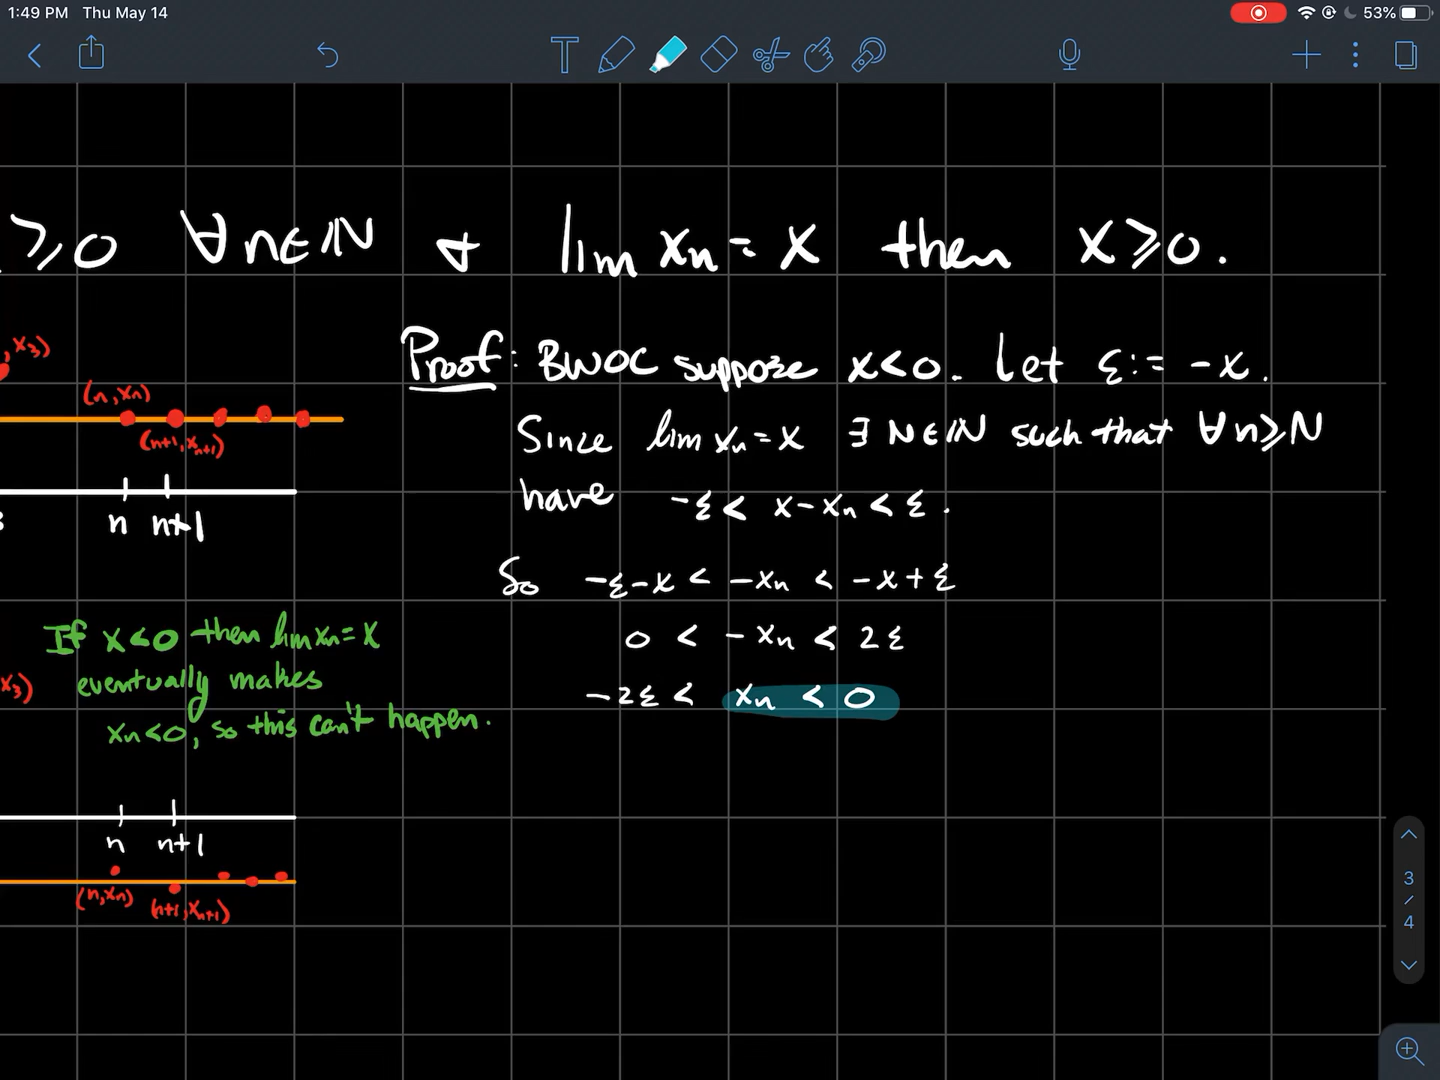 1:49 PM Thu May 14
53%
≥0 ∀n∈ℕ & lim xn = x then x≥0.
, x3)
(n, xn)
(n+1, xn+1)
n n+1
Proof: BWOC suppose x<0. Let ε:= -x.
Since lim xn = x ∃ N∈ℕ such that ∀n≥N
have -ε < x-xn < ε.
So -ε-x < -xn < -x+ε
0 < -xn < 2ε
-2ε < xn < 0
If x<0 then lim xn = x
eventually makes
xn<0, so this can't happen.
x3)
n n+1
(n, xn) (n+1, xn+1)
3
/
4